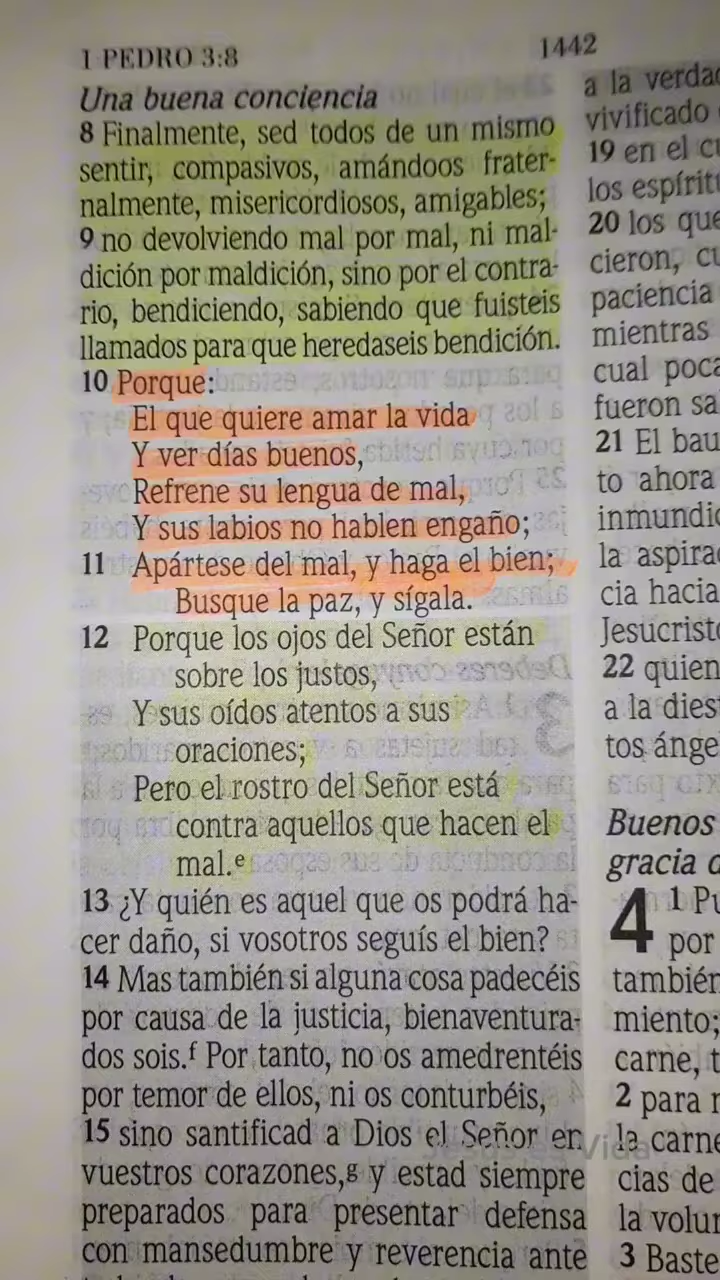 1 PEDRO 3:8
1442
Una buena conciencia
8 Finalmente, sed todos de un mismo
sentir, compasivos, amándoos frater-
nalmente, misericordiosos, amigables;
9 no devolviendo mal por mal, ni mal-
dición por maldición, sino por el contra-
rio, bendiciendo, sabiendo que fuisteis
llamados para que heredaseis bendición.
10 Porque:
El que quiere amar la vida
Y ver días buenos,
Refrene su lengua de mal,
Y sus labios no hablen engaño;
11 Apártese del mal, y haga el bien;
Busque la paz, y sígala.
12 Porque los ojos del Señor están
sobre los justos,
Y sus oídos atentos a sus
oraciones;
Pero el rostro del Señor está
contra aquellos que hacen el
mal.e
13 ¿Y quién es aquel que os podrá ha-
cer daño, si vosotros seguís el bien?
14 Mas también si alguna cosa padecéis
por causa de la justicia, bienaventura-
dos sois.f Por tanto, no os amedrentéis
por temor de ellos, ni os conturbéis,
15 sino santificad a Dios el Señor en
vuestros corazones,g y estad siempre
preparados para presentar defensa
con mansedumbre y reverencia ante
a la verda
vivificado
19 en el
los espírit
20 los que
cieron,
paciencia
mientras
cual poca
fueron sa
21 El bau
to ahora
inmundic
la aspira
cia hacia
Jesucrist
22 quien
a la dies
tos ánge
Buenos
gracia
4 1
por
también
miento;
carne,
2 para
la carne
cias de
la volun
3 Baste